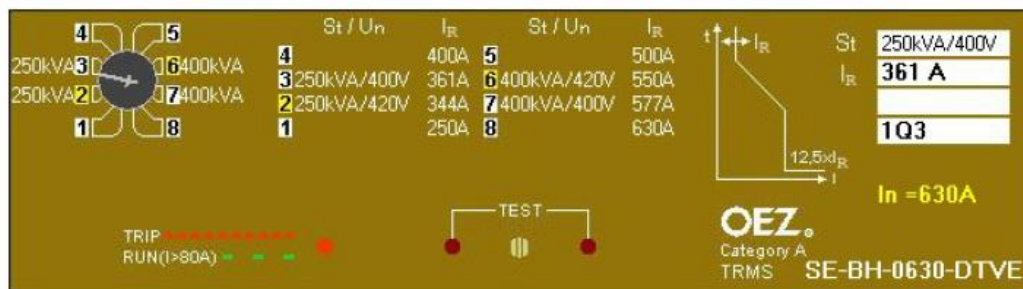 4 5
250kVA 3 6 400kVA
250kVA 2 7 400kVA
1 8
St / Un IR St / Un IR
4 400A 5 500A
3 250kVA/400V 361A 6 400kVA/420V 550A
2 250kVA/420V 344A 7 400kVA/400V 577A
1 250A 8 630A
t IR
12,5xIR
I
St 250kVA/400V
IR 361 A
1Q3
In =630A
TRIP
RUN(I>80A)
TEST
OEZ.
Category A
TRMS SE-BH-0630-DTVE